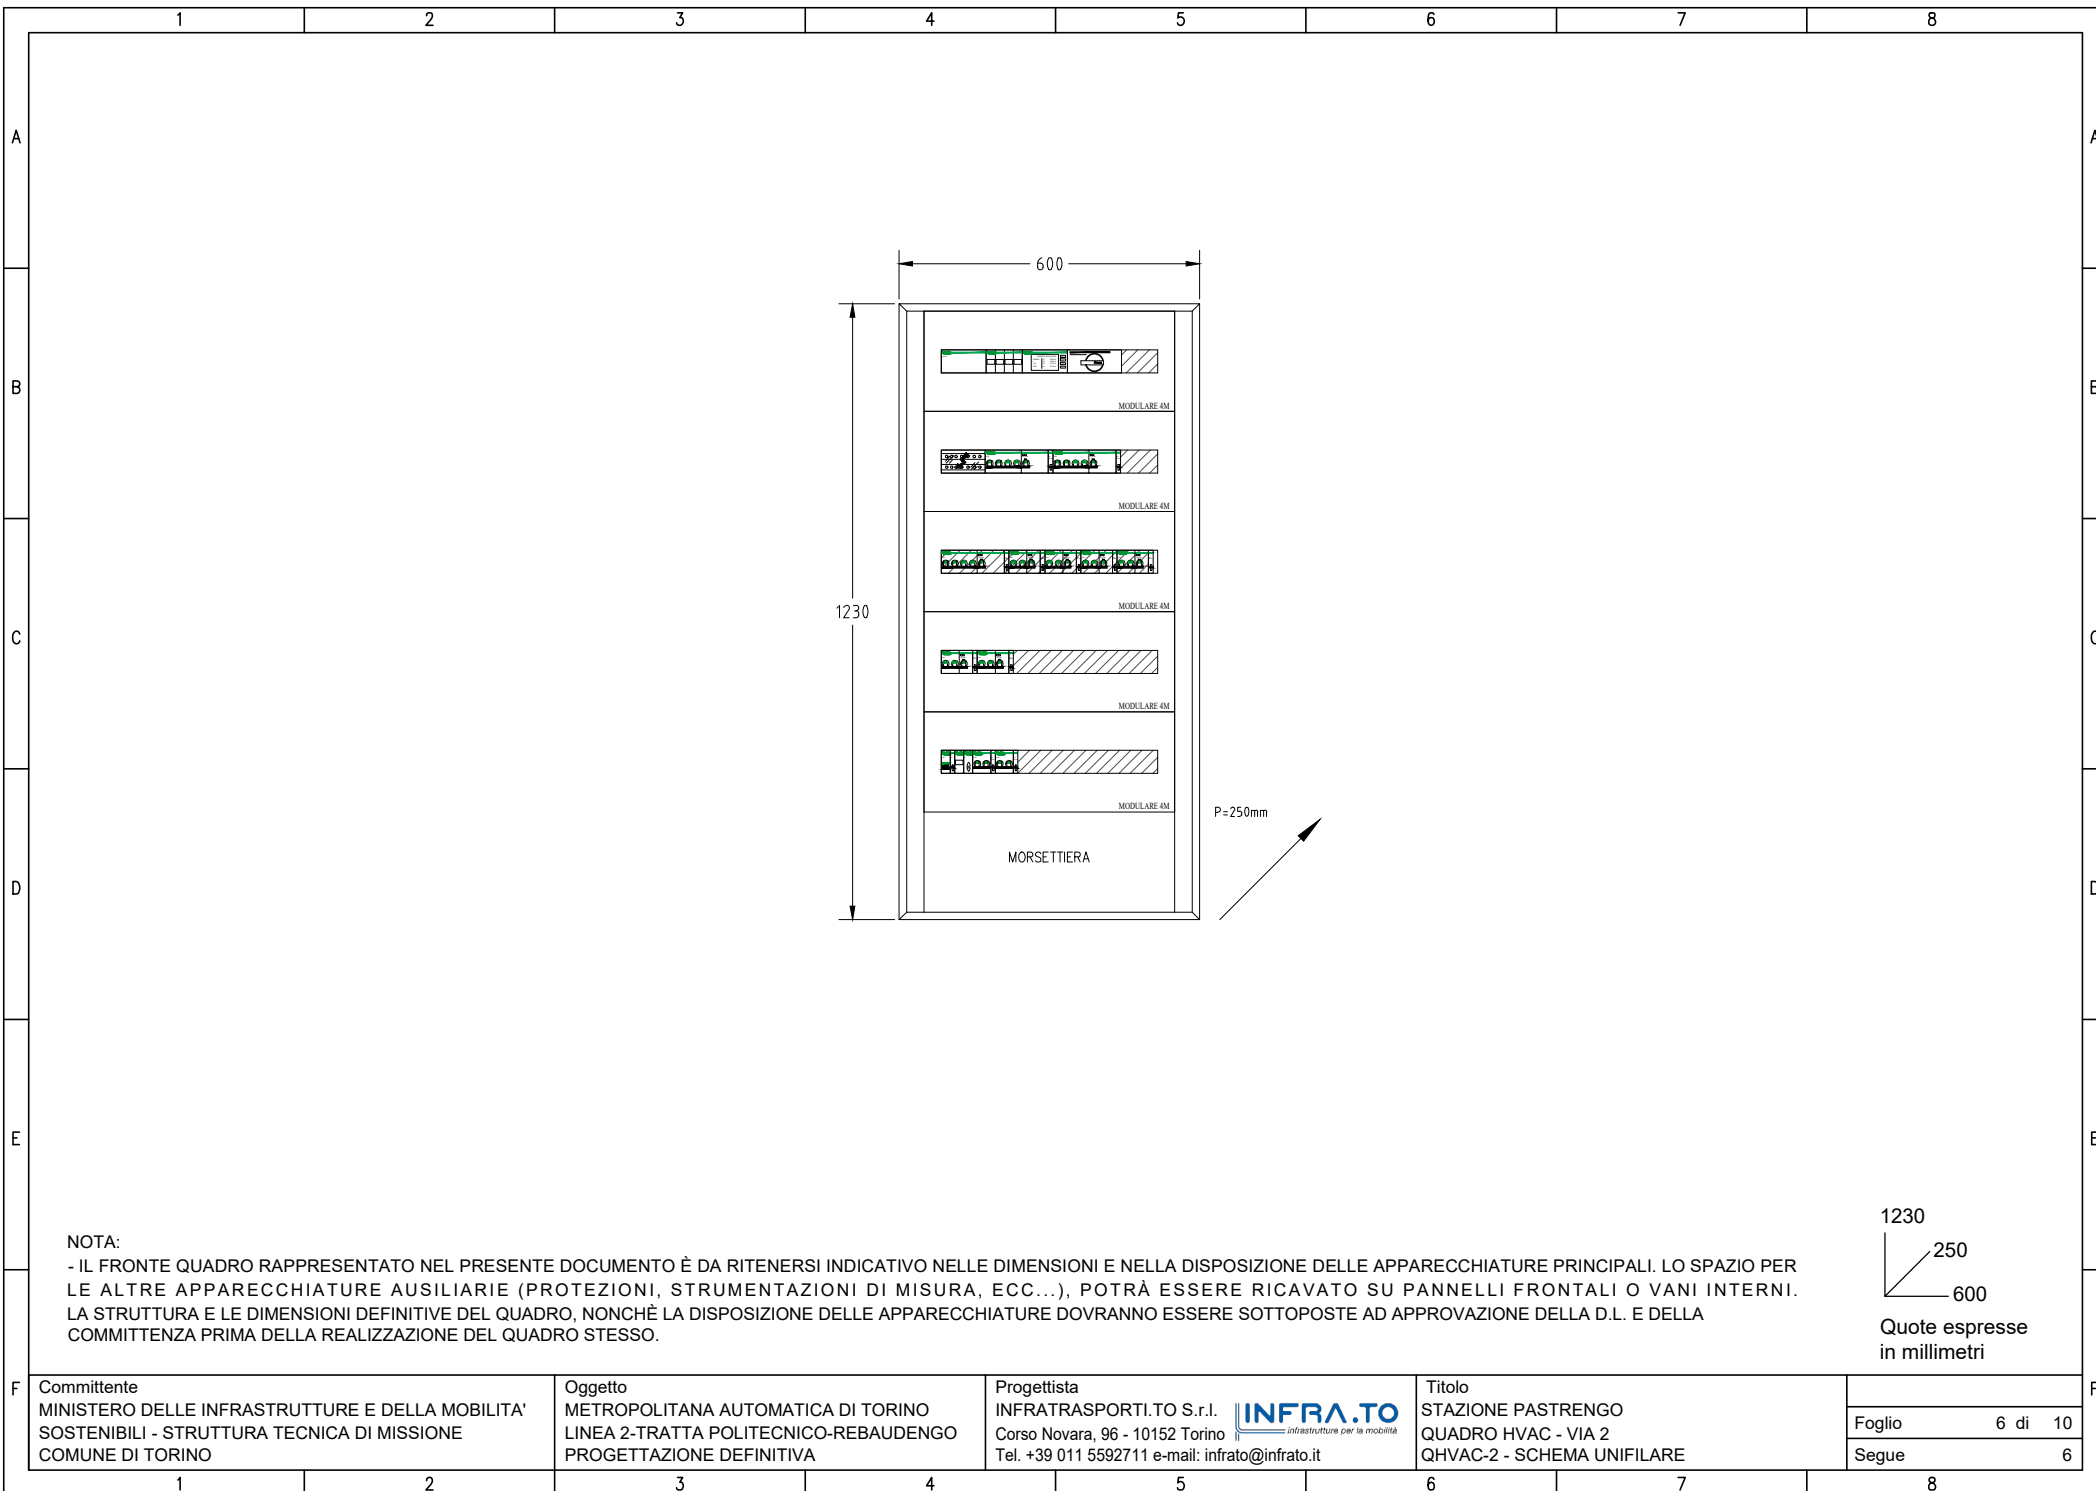 1 2 3 4 5 6 7 8
A
A
600
B
MODULARE 4M
MODULARE 4M
C
1230
MODULARE 4M
MODULARE 4M
MODULARE 4M
P=250mm
MORSETTIERA
D
E
1230
250
600
Quote espresse
in millimetri
NOTA:
- IL FRONTE QUADRO RAPPRESENTATO NEL PRESENTE DOCUMENTO È DA RITENERSI INDICATIVO NELLE DIMENSIONI E NELLA DISPOSIZIONE DELLE APPARECCHIATURE PRINCIPALI. LO SPAZIO PER
LE ALTRE APPARECCHIATURE AUSILIARIE (PROTEZIONI, STRUMENTAZIONI DI MISURA, ECC...), POTRÀ ESSERE RICAVATO SU PANNELLI FRONTALI O VANI INTERNI.
LA STRUTTURA E LE DIMENSIONI DEFINITIVE DEL QUADRO, NONCHÈ LA DISPOSIZIONE DELLE APPARECCHIATURE DOVRANNO ESSERE SOTTOPOSTE AD APPROVAZIONE DELLA D.L. E DELLA
COMMITTENZA PRIMA DELLA REALIZZAZIONE DEL QUADRO STESSO.
F
Committente
MINISTERO DELLE INFRASTRUTTURE E DELLA MOBILITA'
SOSTENIBILI - STRUTTURA TECNICA DI MISSIONE
COMUNE DI TORINO
Oggetto
METROPOLITANA AUTOMATICA DI TORINO
LINEA 2-TRATTA POLITECNICO-REBAUDENGO
PROGETTAZIONE DEFINITIVA
Progettista
INFRATRASPORTI.TO S.r.l.
Corso Novara, 96 - 10152 Torino
Tel. +39 011 5592711 e-mail: infrato@infrato.it
INFRA.TO
infrastrutture per la mobilità
Titolo
STAZIONE PASTRENGO
QUADRO HVAC - VIA 2
QHVAC-2 - SCHEMA UNIFILARE
Foglio 6 di 10
Segue 6
1 2 3 4 5 6 7 8